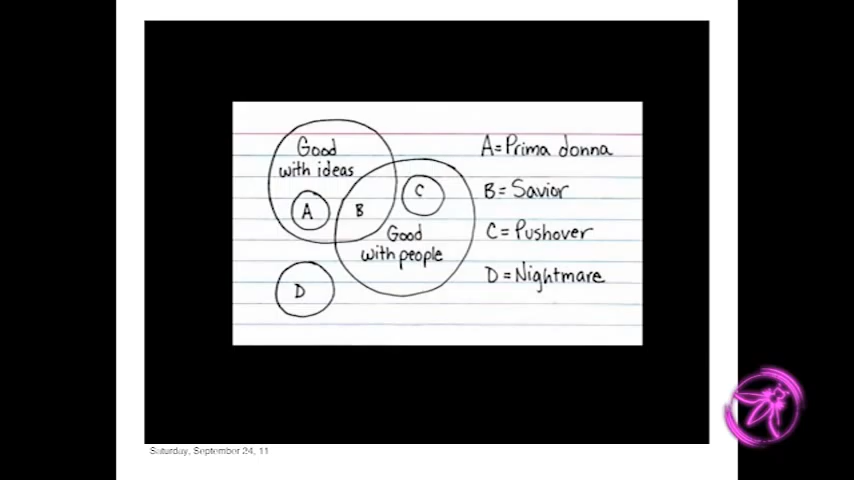 Good
with ideas
A
B
C
Good
with people
D
A=Prima donna
B=Savior
C=Pushover
D=Nightmare
Saturday, September 24, 11